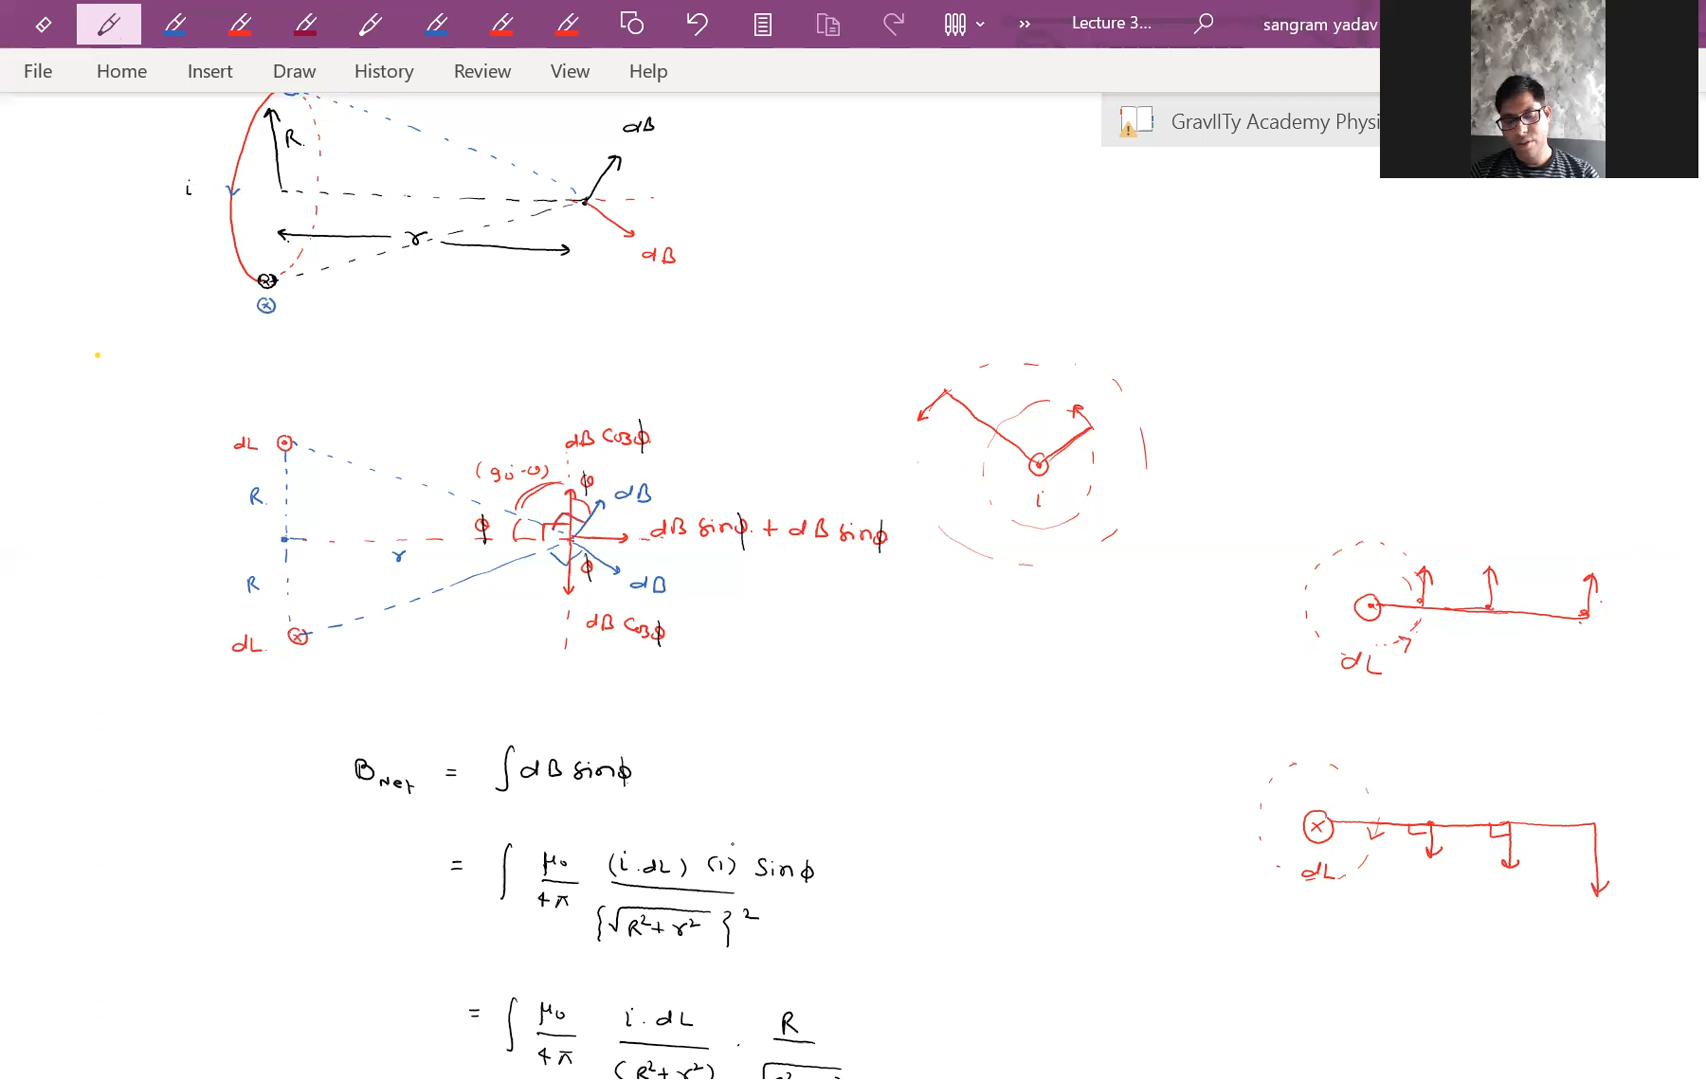 Lecture 3...
sangram yadav
File Home Insert Draw History Review View Help
GravIITy Academy Physi
R
dB
i
r
dB
dL
dB cosϕ
(90-θ)
R
ϕ
dB
i
ϕ
dB sinϕ + dB sinϕ
r
R
ϕ
dB
dL
dB cosϕ
dL
B_Net = ∫ dB sinϕ
= ∫ μ₀/4π (i.dL) (1)/{√R²+r²}² sinϕ
dL
= ∫ μ₀/4π i.dL/(R²+r²) . R/√